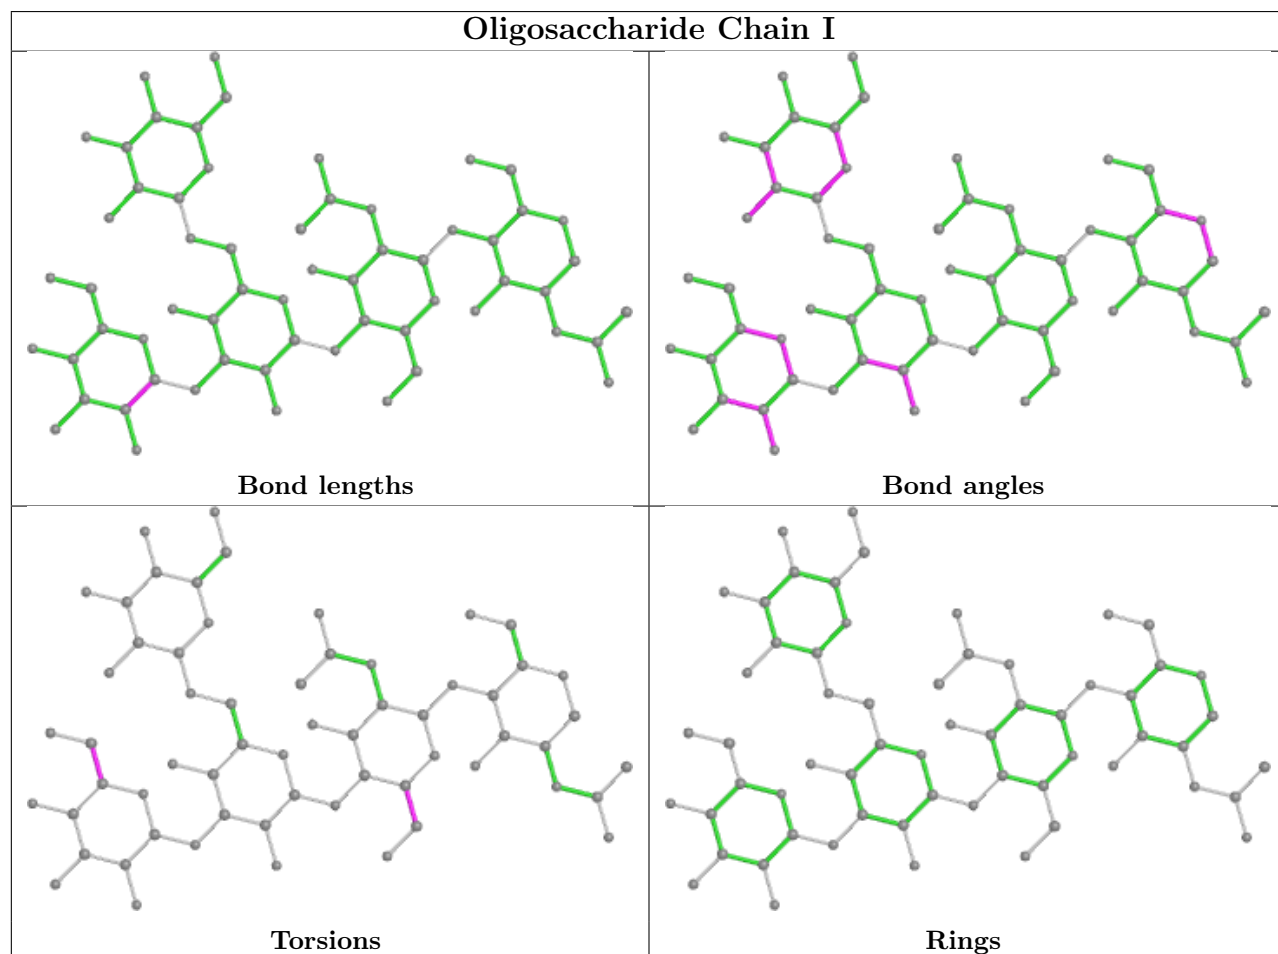 Oligosaccharide Chain I
Bond lengths
Bond angles
Torsions
Rings